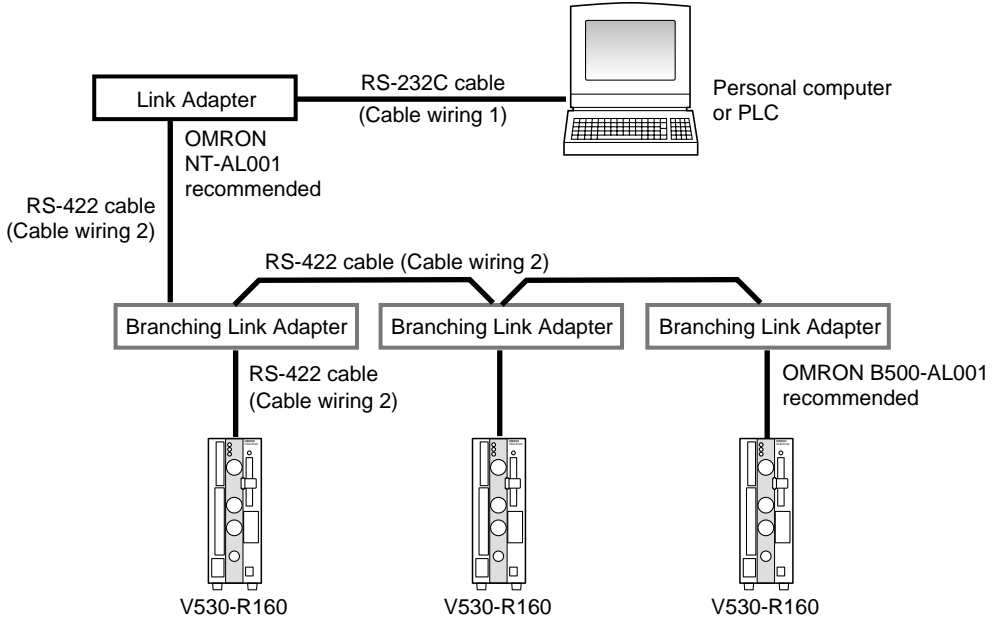 RS-232C cable
(Cable wiring 1)
Personal computer
or PLC
Link Adapter
OMRON
NT-AL001
recommended
RS-422 cable
(Cable wiring 2)
RS-422 cable (Cable wiring 2)
Branching Link Adapter
Branching Link Adapter
Branching Link Adapter
RS-422 cable
(Cable wiring 2)
OMRON B500-AL001
recommended
V530-R160
V530-R160
V530-R160